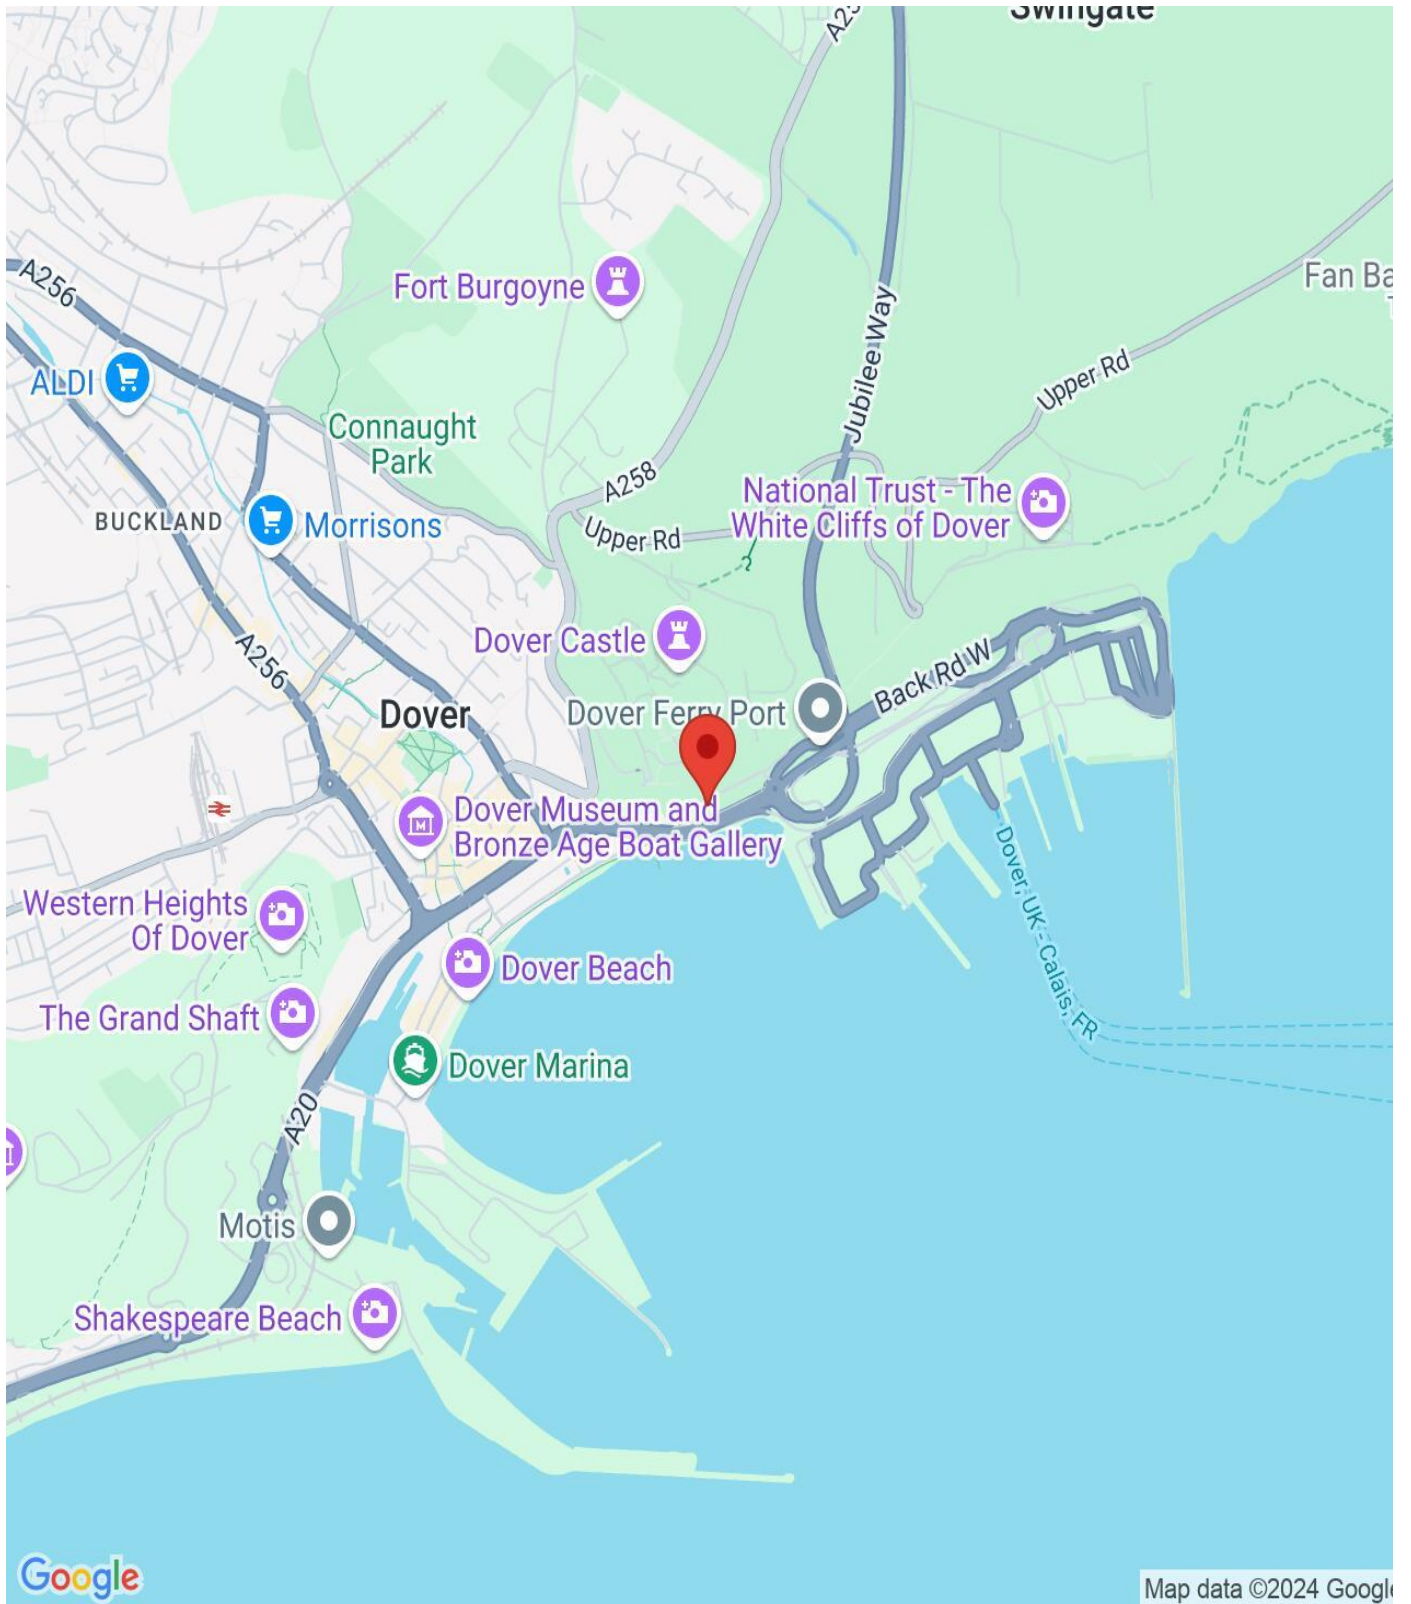 Swingate
A25
A256
Fort Burgoyne
Fan Ba
T
Jubilee Way
ALDI
Upper Rd
Connaught
Park
A258
National Trust - The
White Cliffs of Dover
BUCKLAND
Morrisons
Upper Rd
Dover Castle
A256
Back Rd W
Dover
Dover Ferry Port
Dover Museum and
Bronze Age Boat Gallery
M
Dover, UK - Calais, FR
Western Heights
Of Dover
Dover Beach
The Grand Shaft
Dover Marina
A20
Motis
Shakespeare Beach
Google
Map data ©2024 Google